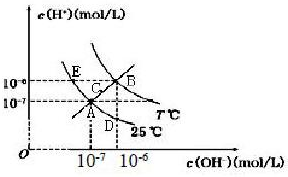 c(H⁺)(mol/L)
E
B
10⁻⁶
C
10⁻⁷
A
T℃
D
25℃
O
10⁻⁷ 10⁻⁶ c(OH⁻)(mol/L)